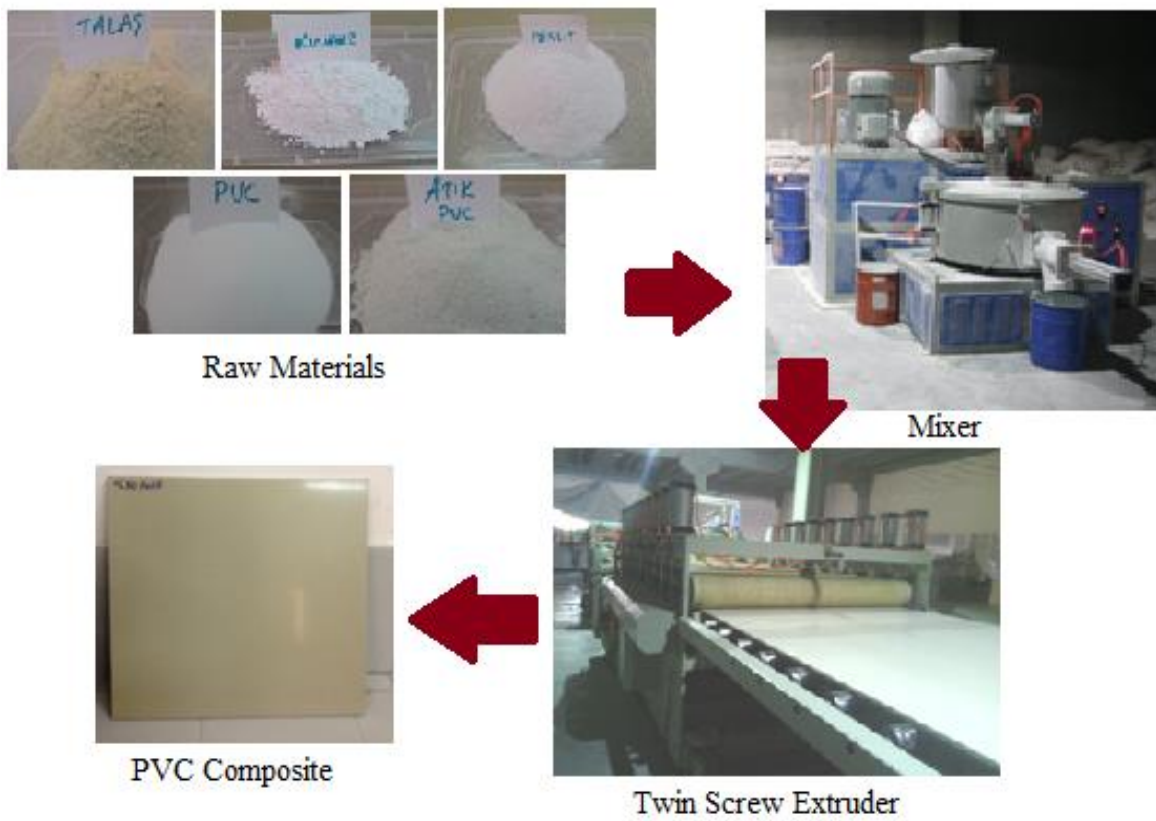 TALAŞ
PVC
ATIK
PVC
Raw Materials
Mixer
PVC Composite
Twin Screw Extruder